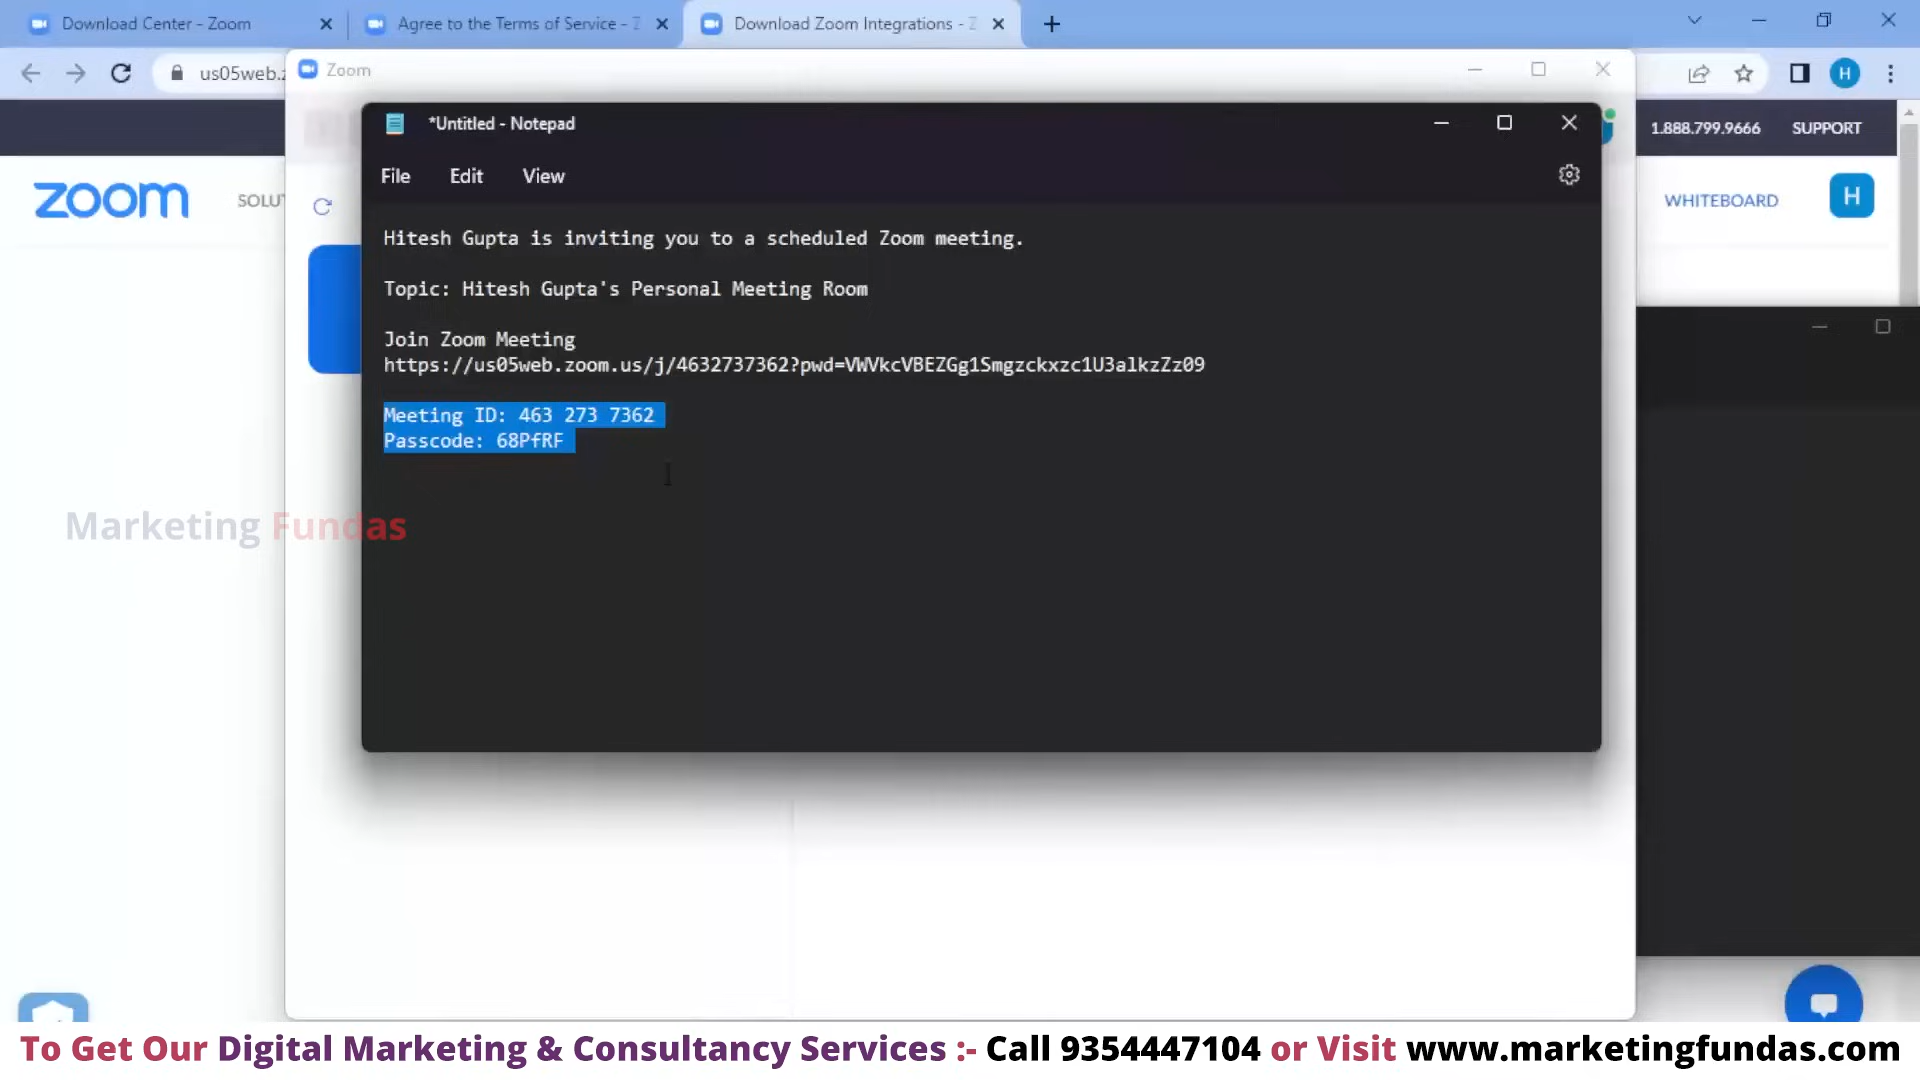 Download Center - Zoom
Agree to the Terms of Service - Z
Download Zoom Integrations - Z
us05web.z
Zoom
*Untitled - Notepad
1.888.799.9666 SUPPORT
File Edit View
zoom SOLUT
WHITEBOARD
H
H
Hitesh Gupta is inviting you to a scheduled Zoom meeting.
Topic: Hitesh Gupta's Personal Meeting Room
Join Zoom Meeting
https://us05web.zoom.us/j/4632737362?pwd=VWVkcVBEZGg1Smgzckxzc1U3alkzZz09
Meeting ID: 463 273 7362
Passcode: 68PfRF
Marketing Fundas
To Get Our Digital Marketing & Consultancy Services :- Call 9354447104 or Visit www.marketingfundas.com